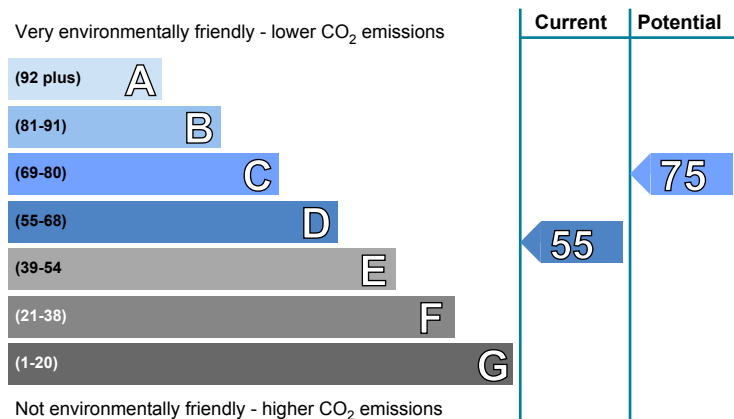 Current Potential
Very environmentally friendly - lower CO₂ emissions
(92 plus) A
(81-91) B
(69-80) C
75
(55-68) D
55
(39-54 E
(21-38) F
(1-20) G
Not environmentally friendly - higher CO₂ emissions